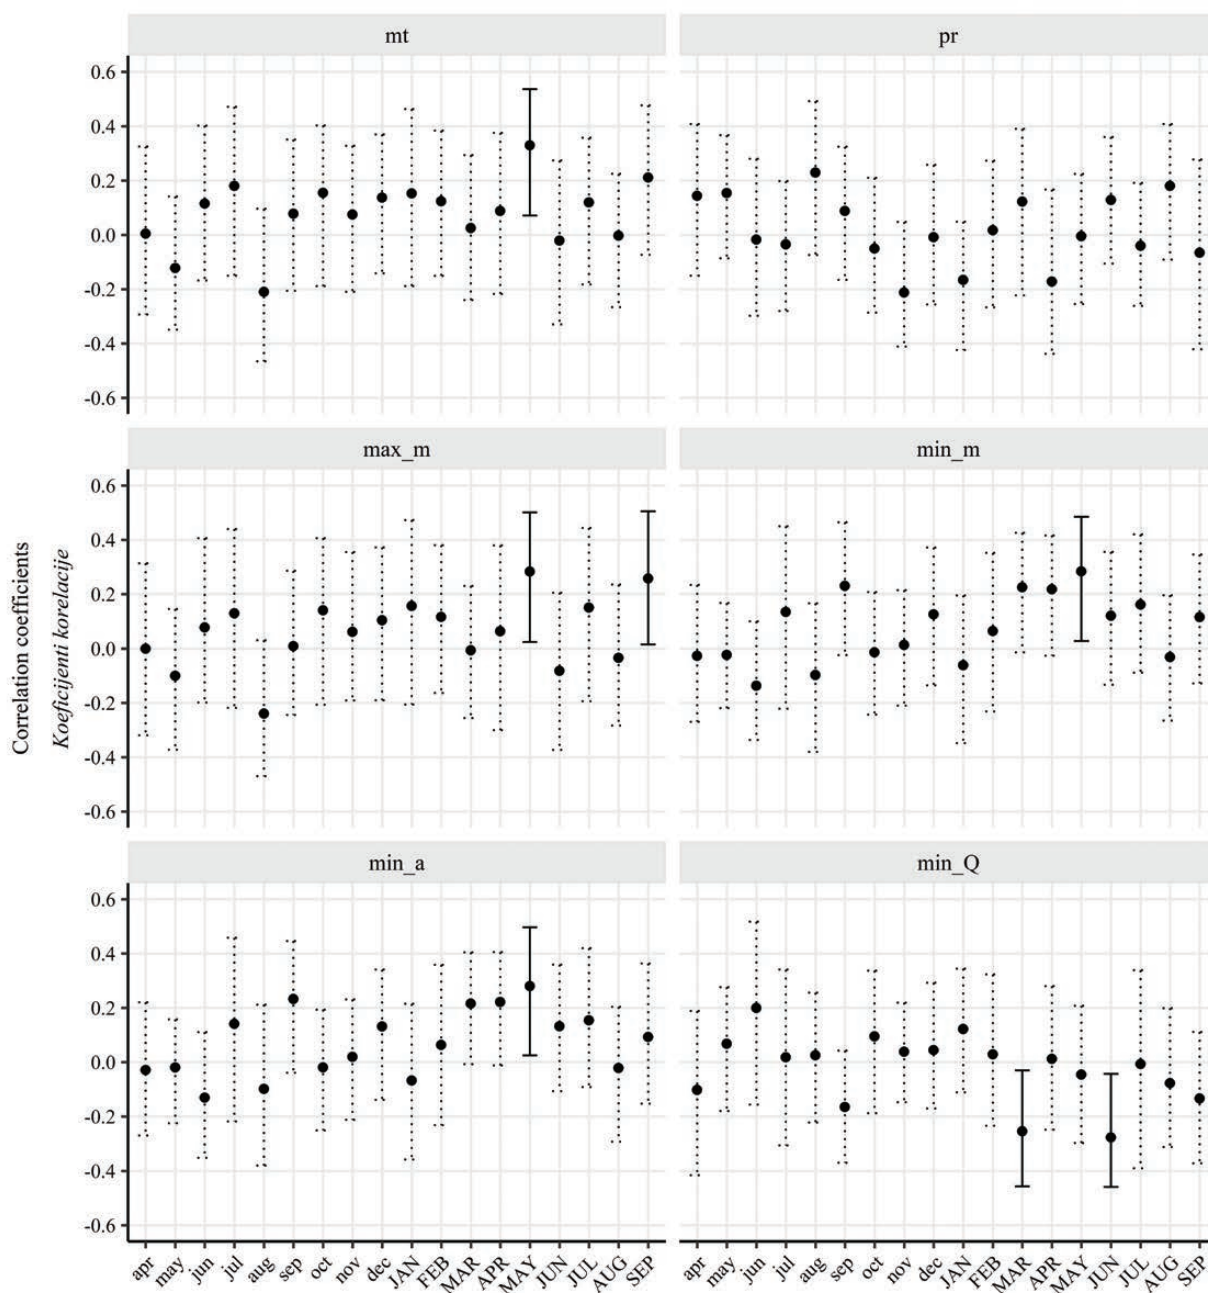 mt
pr
0.6
0.4
0.2
0.0
-0.2
-0.4
-0.6
max_m
min_m
0.6
0.4
0.2
0.0
-0.2
-0.4
-0.6
Correlation coefficients
Koeficijenti korelacije
min_a
min_Q
0.6
0.4
0.2
0.0
-0.2
-0.4
-0.6
apr may jun jul aug sep oct nov dec JAN FEB MAR APR MAY JUN JUL AUG SEP
apr may jun jul aug sep oct nov dec JAN FEB MAR APR MAY JUN JUL AUG SEP